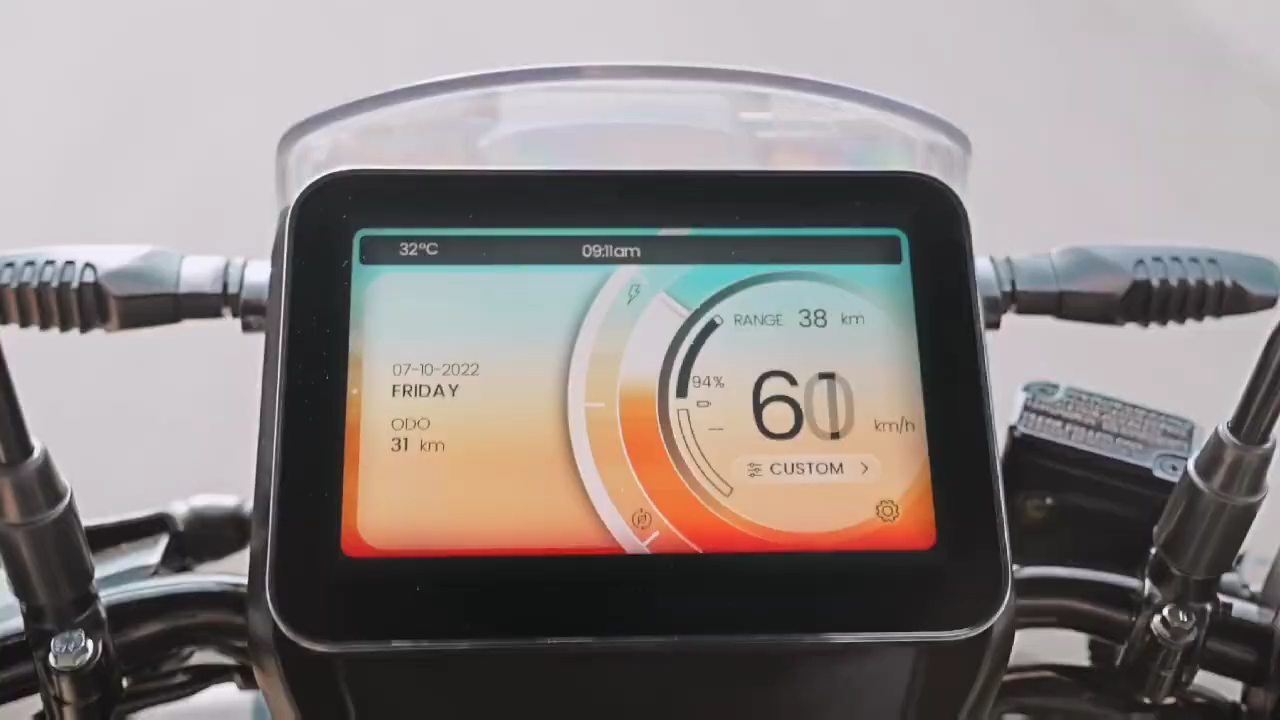 32°C
09:11am
07-10-2022
FRIDAY
ODO
31 km
RANGE 38 km
94%
km/h
CUSTOM